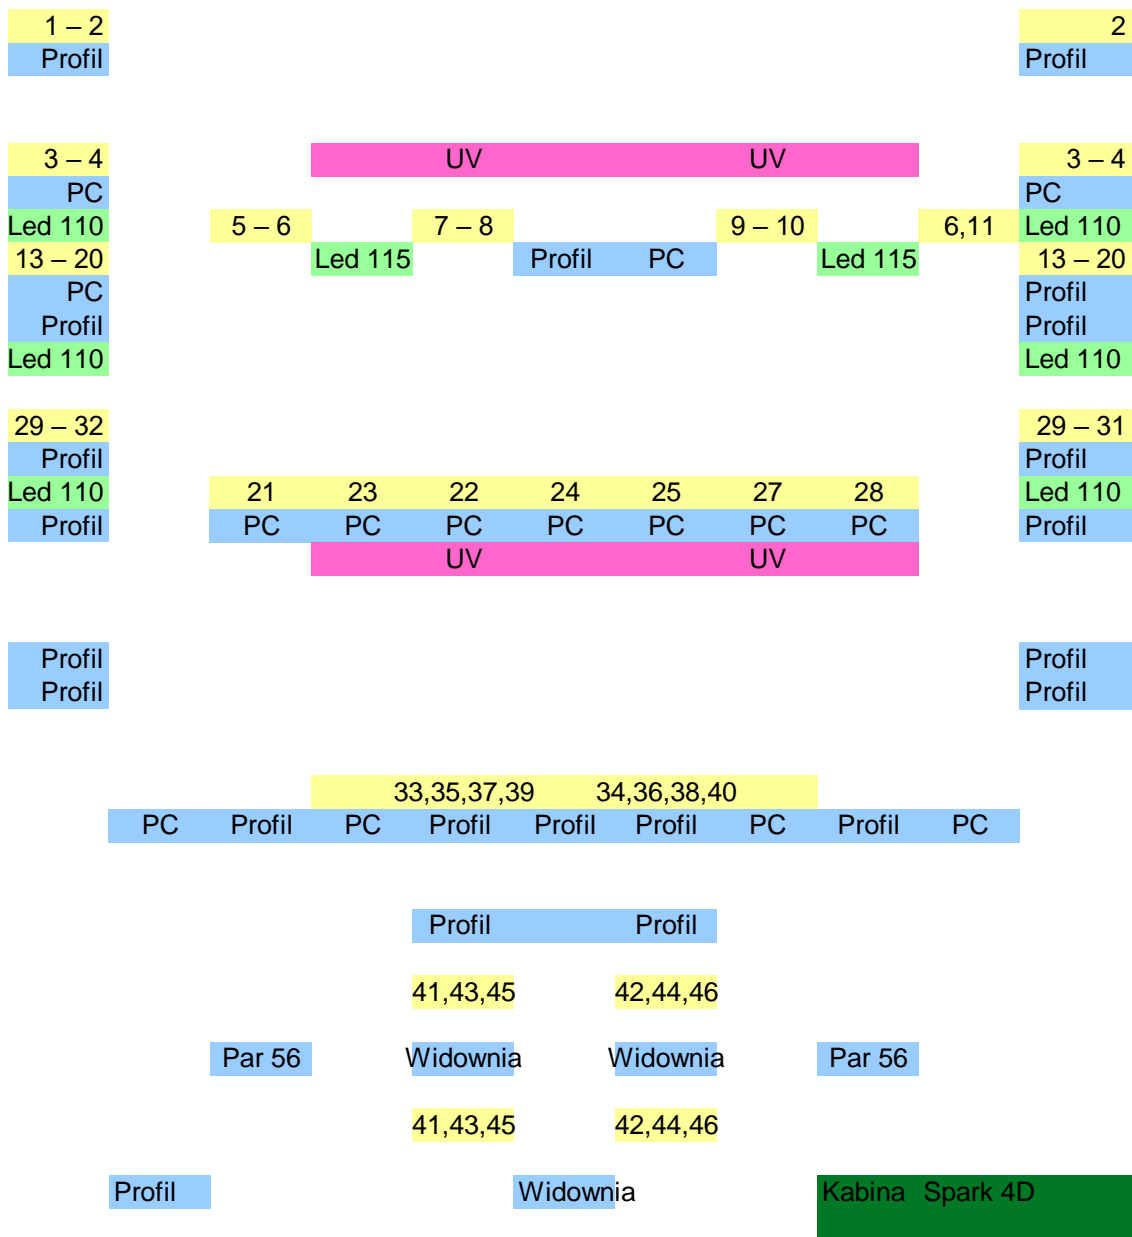 1 – 2 2
Profil Profil
3 – 4 UV UV 3 – 4
PC PC
Led 110 5 – 6 7 – 8 9 – 10 6,11 Led 110
13 – 20 Led 115 Profil PC Led 115 13 – 20
PC Profil
Profil Profil
Led 110 Led 110
29 – 32 29 – 31
Profil Profil
Led 110 21 23 22 24 25 27 28 Led 110
Profil PC PC PC PC PC PC PC Profil
UV UV
Profil Profil
Profil Profil
33,35,37,39 34,36,38,40
PC Profil PC Profil Profil Profil PC Profil PC
Profil Profil
41,43,45 42,44,46
Par 56 Widownia Widownia Par 56
41,43,45 42,44,46
Profil Widownia Kabina Spark 4D